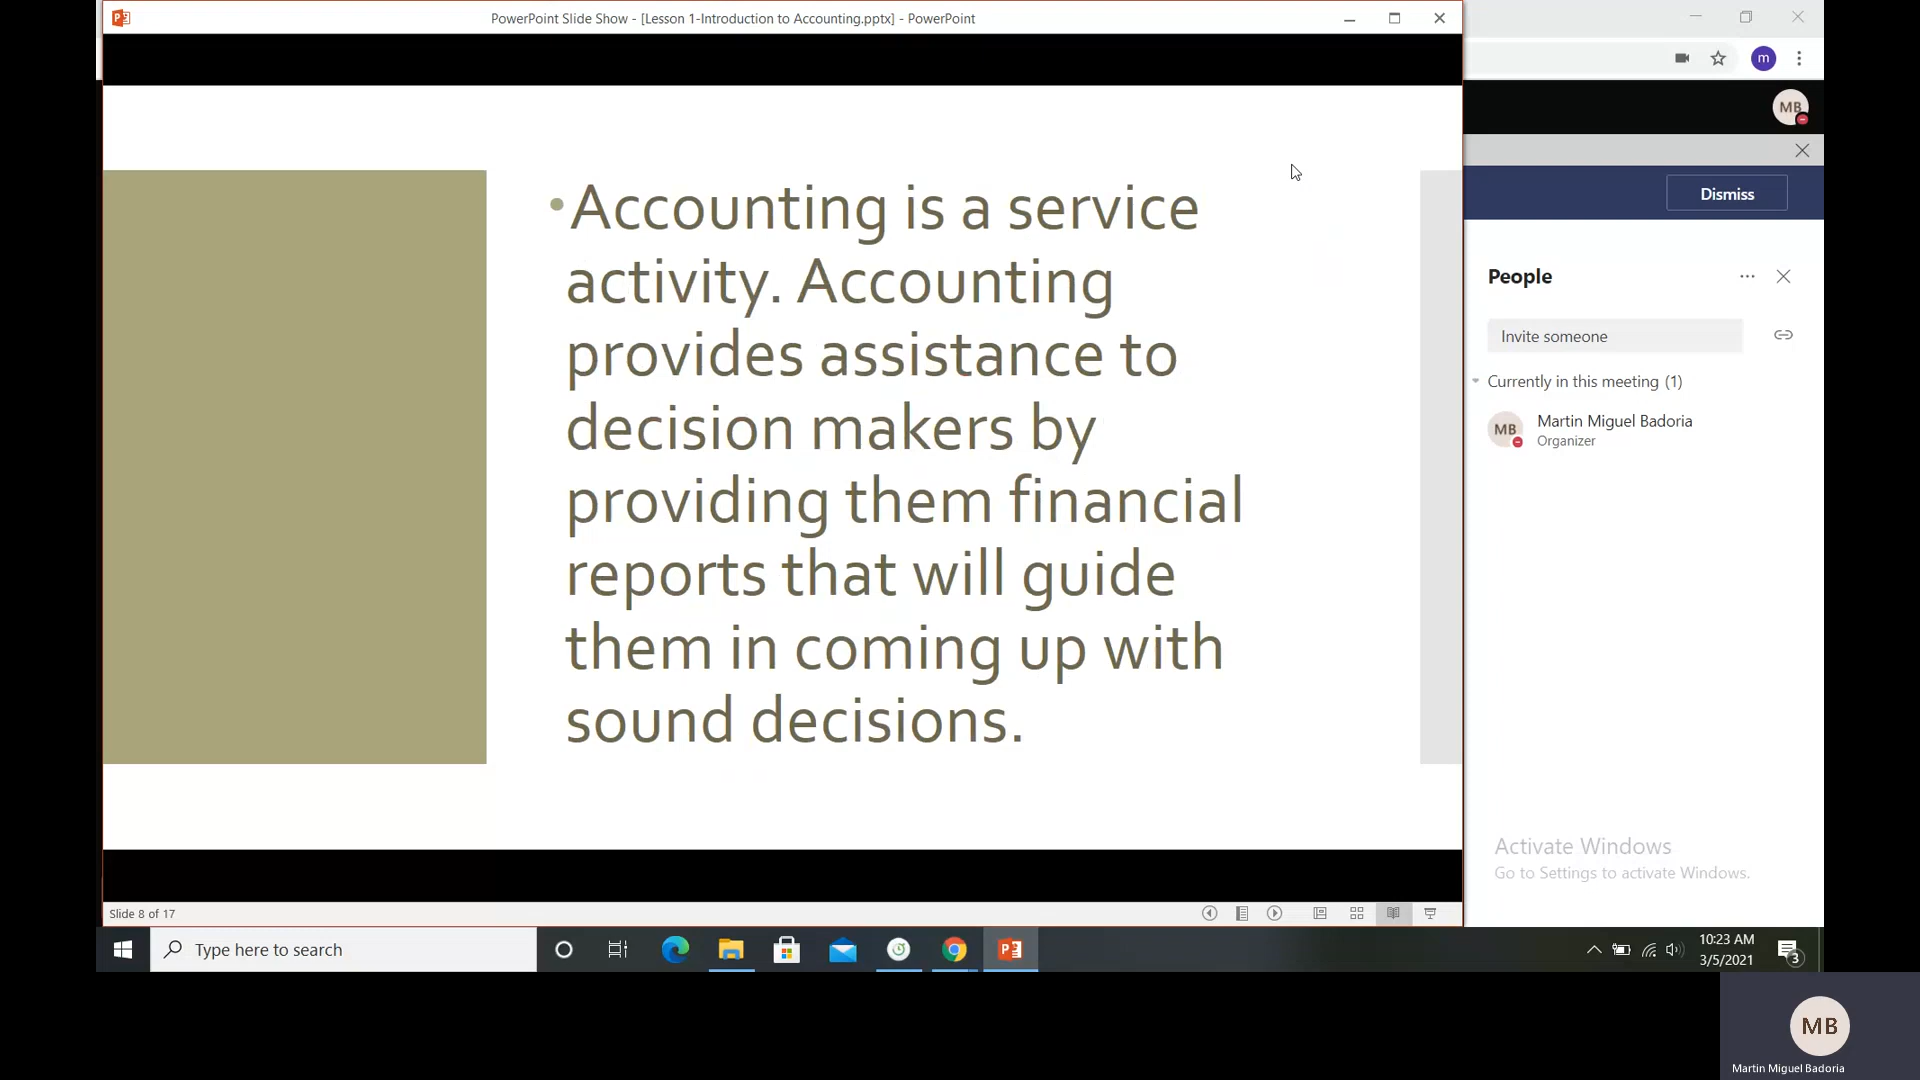 PowerPoint Slide Show - [Lesson 1-Introduction to Accounting.pptx] - PowerPoint
m
MB
Dismiss
•Accounting is a service
activity. Accounting
provides assistance to
decision makers by
providing them financial
reports that will guide
them in coming up with
sound decisions.
People
Invite someone
Currently in this meeting (1)
MB
Martin Miguel Badoria
Organizer
Activate Windows
Go to Settings to activate Windows.
Slide 8 of 17
Type here to search
10:23 AM
3/5/2021
3
MB
Martin Miguel Badoria